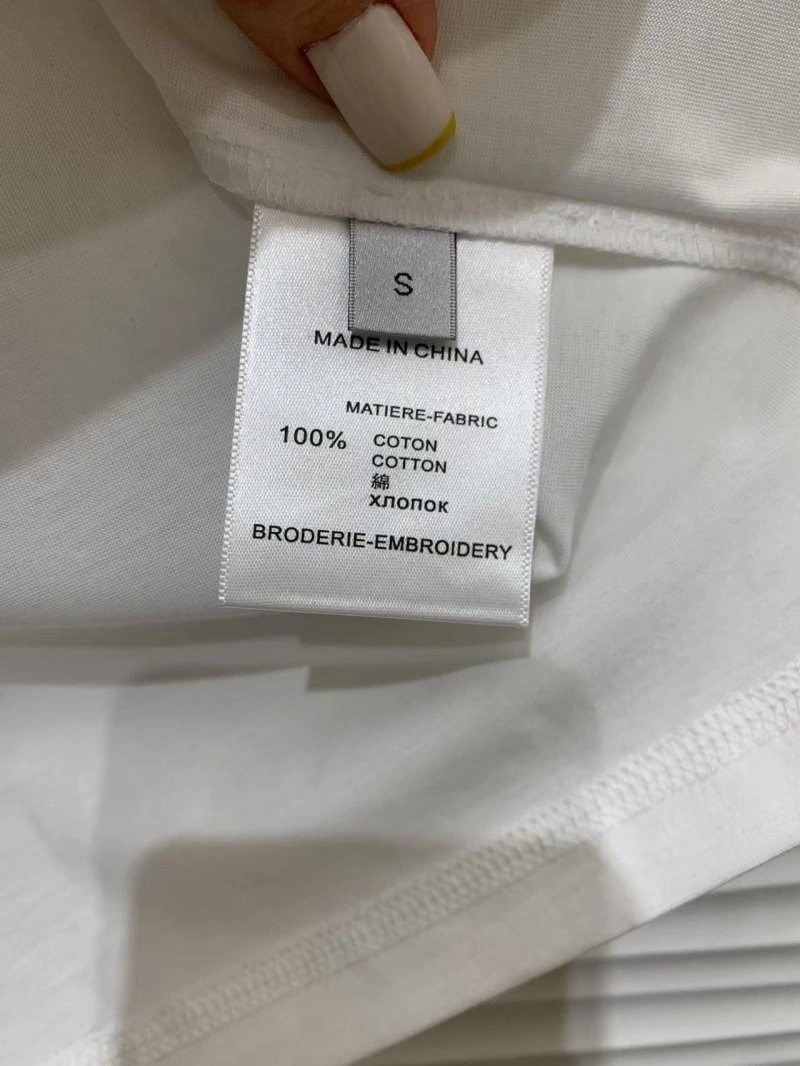 S
MADE IN CHINA
MATIERE-FABRIC
100% COTON
COTTON
綿
ХЛОПОК
BRODERIE-EMBROIDERY